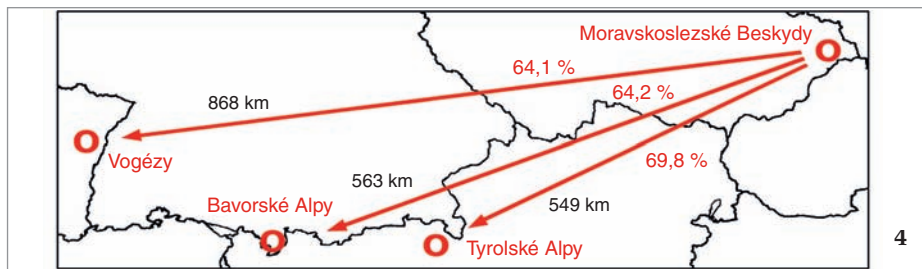 Moravskoslezské Beskydy
64,1 %
868 km
64,2 %
Vogézy
69,8 %
563 km
Bavorské Alpy
549 km
Tyrolské Alpy
4